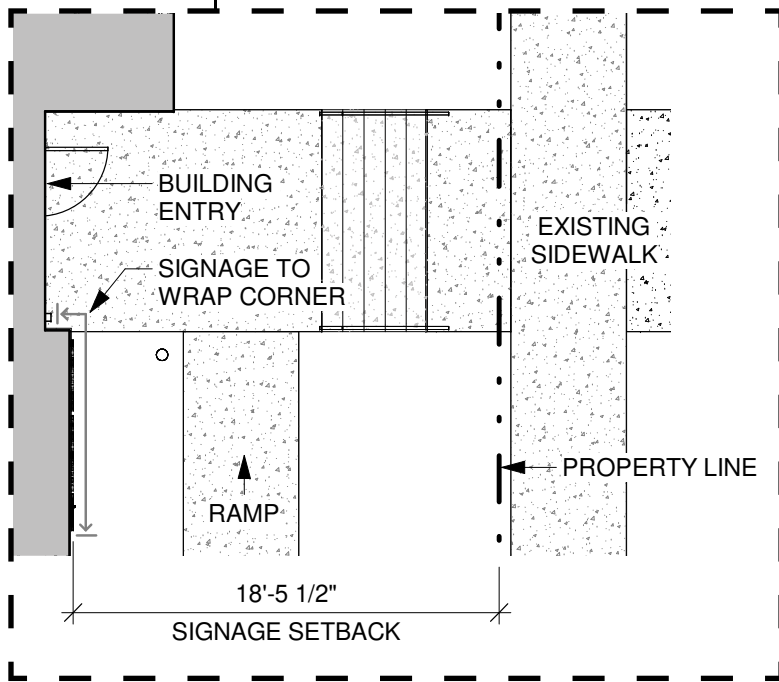 BUILDING
ENTRY
EXISTING
SIDEWALK
SIGNAGE TO
WRAP CORNER
PROPERTY LINE
RAMP
18'-5 1/2"
SIGNAGE SETBACK